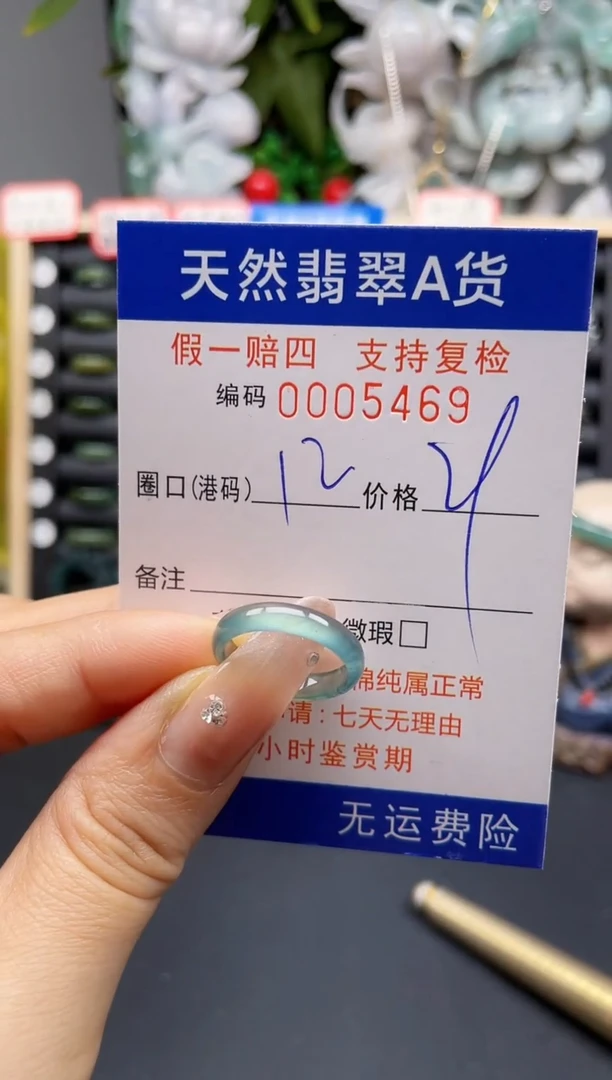 天然翡翠A货
假一赔四 支持复检
编码 0005469
圈口(港码) 12 价格
备注
微瑕□
棉纯属正常
请:七天无理由
小时鉴赏期
无运费险